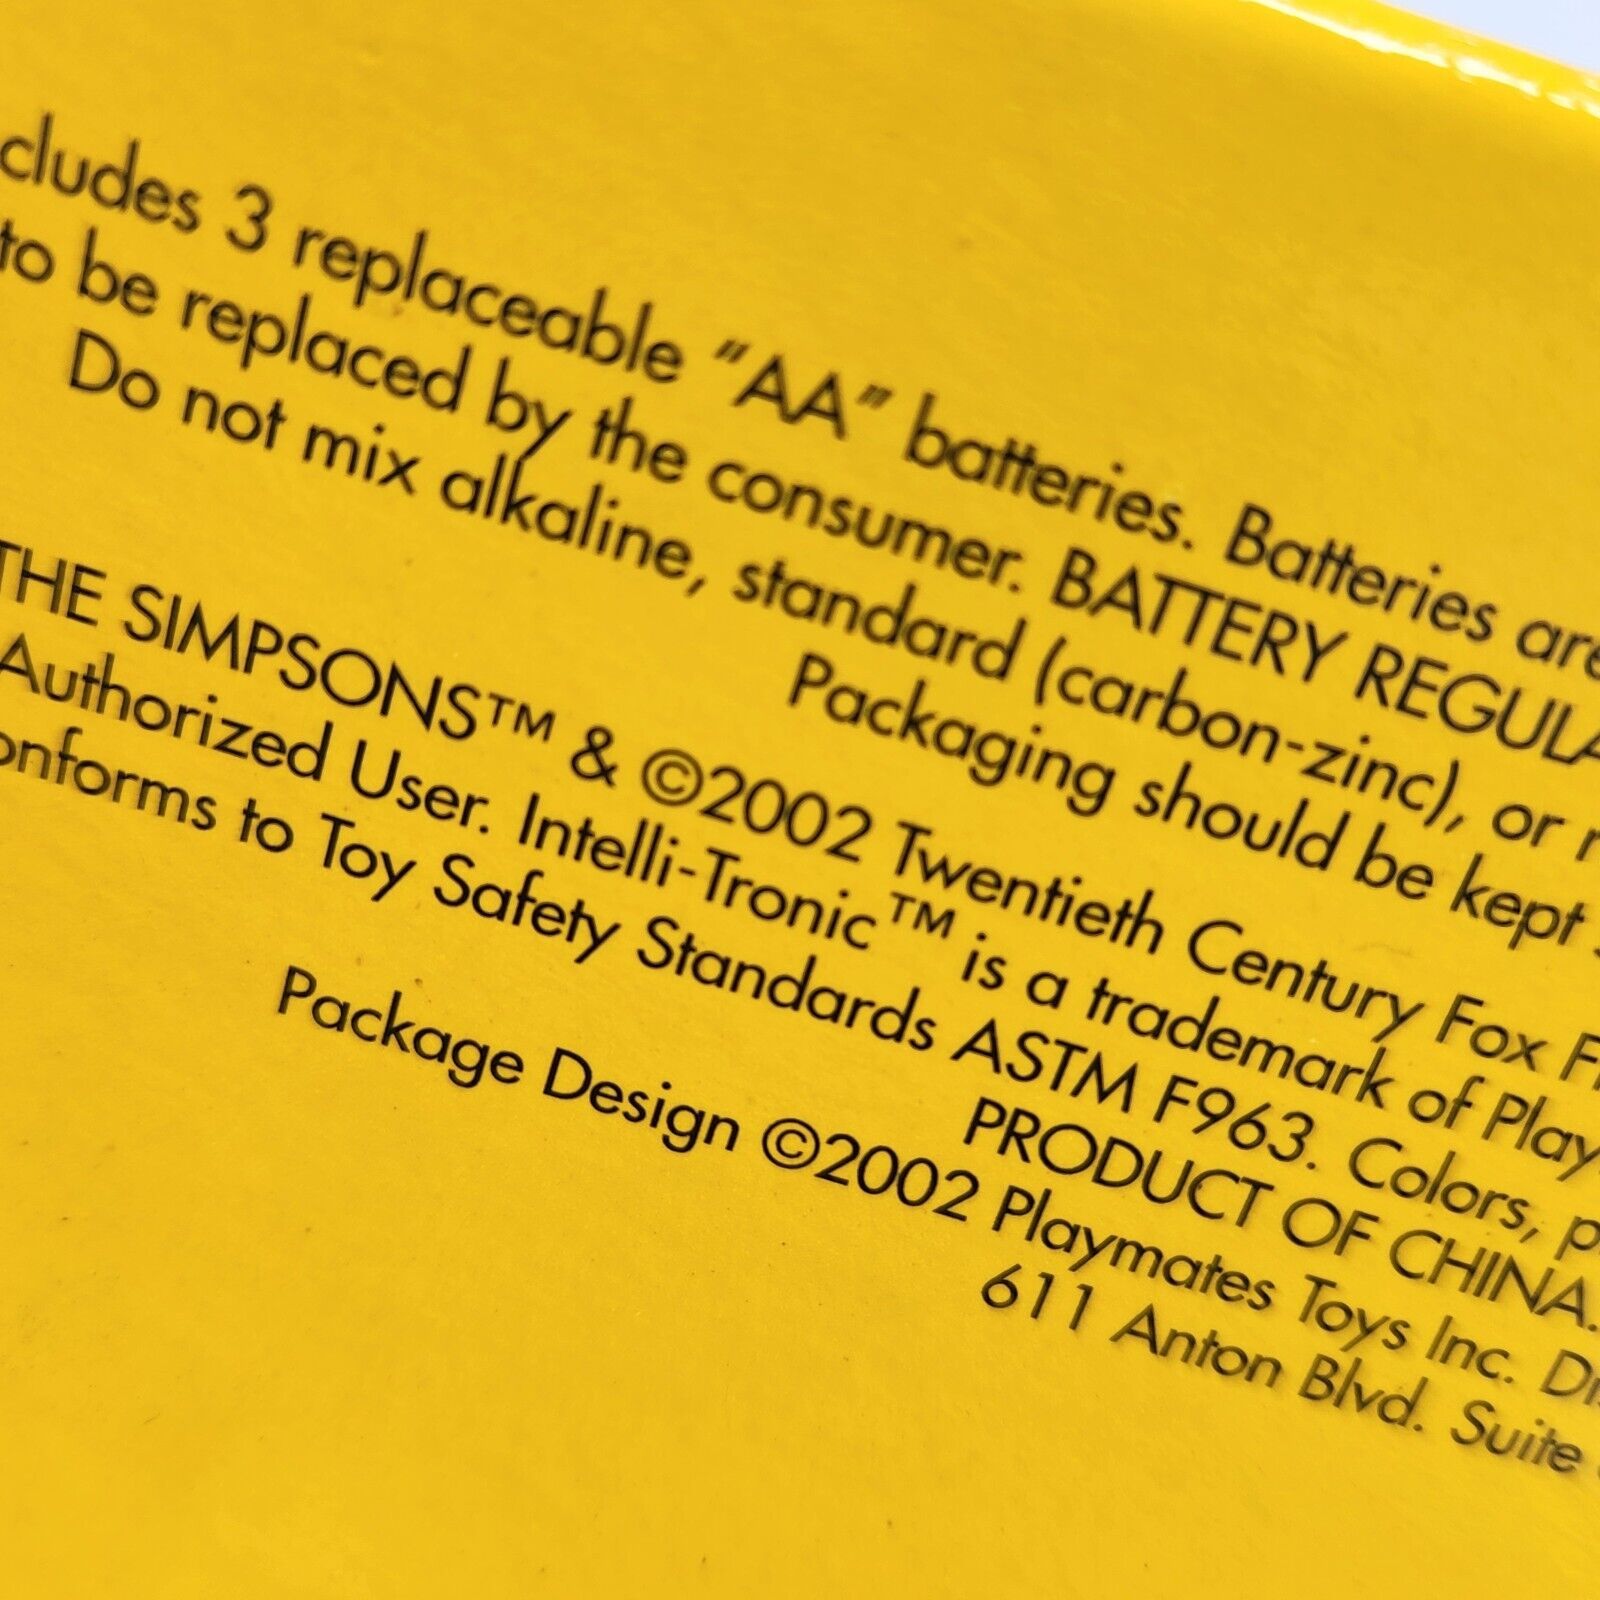 cludes 3 replaceable "AA" batteries. Batteries are
to be replaced by the consumer. BATTERY REGULA
Do not mix alkaline, standard (carbon-zinc), or
Packaging should be kept
THE SIMPSONS™ & ©2002 Twentieth Century Fox F
Authorized User. Intelli-Tronic™ is a trademark of Play
onforms to Toy Safety Standards ASTM F963. Colors, p
PRODUCT OF CHINA.
Package Design ©2002 Playmates Toys Inc. Di
611 Anton Blvd. Suite